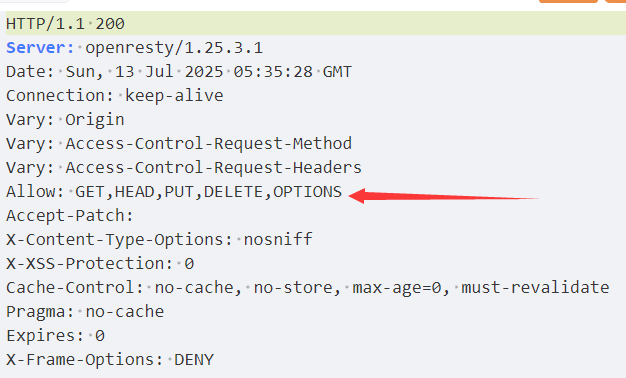 HTTP/1.1 200
Server: openresty/1.25.3.1
Date: Sun, 13 Jul 2025 05:35:28 GMT
Connection: keep-alive
Vary: Origin
Vary: Access-Control-Request-Method
Vary: Access-Control-Request-Headers
Allow: GET,HEAD,PUT,DELETE,OPTIONS
Accept-Patch:
X-Content-Type-Options: nosniff
X-XSS-Protection: 0
Cache-Control: no-cache, no-store, max-age=0, must-revalidate
Pragma: no-cache
Expires: 0
X-Frame-Options: DENY